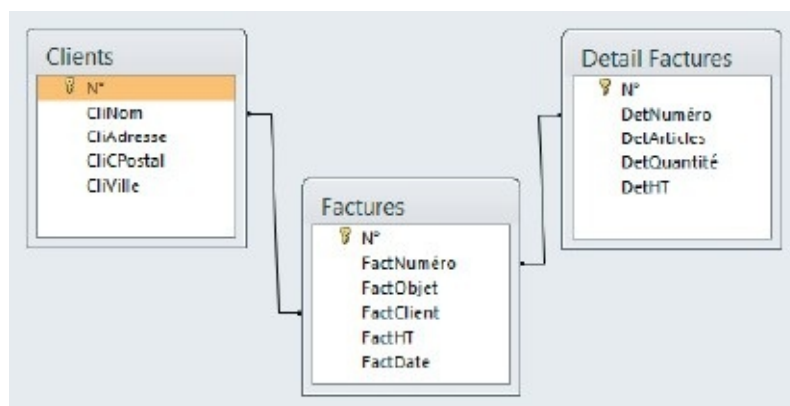 Clients
N°
CliNom
CliAdresse
CliCPostal
CliVille
Factures
N°
FactNuméro
FactObjet
FactClient
FactHT
FactDate
Detail Factures
N°
DetNuméro
DetArticles
DetQuantité
DetHT